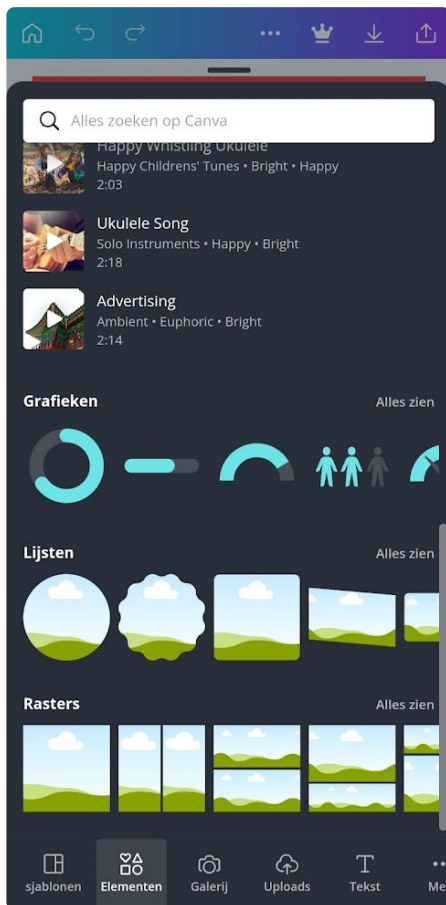 Alles zoeken op Canva
Happy Whistling Ukulele
Happy Childrens' Tunes • Bright • Happy
2:03
Ukulele Song
Solo Instruments • Happy • Bright
2:18
Advertising
Ambient • Euphoric • Bright
2:14
Grafieken Alles zien
Lijsten Alles zien
Rasters Alles zien
sjablonen Elementen Galerij Uploads Tekst Me